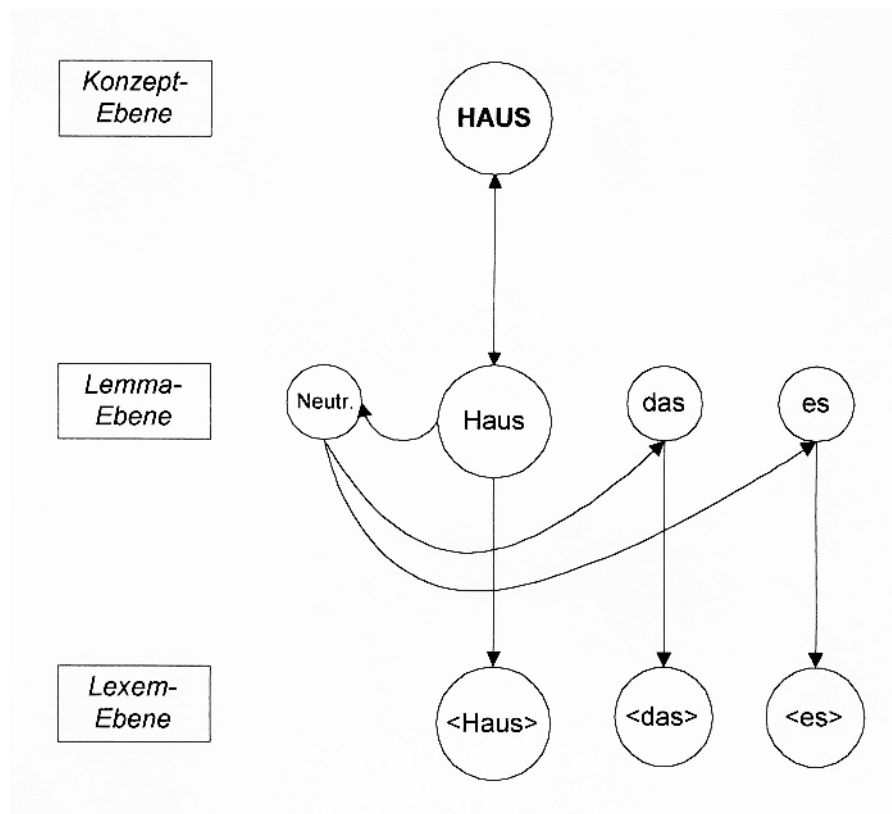 Konzept-
Ebene
HAUS
Lemma-
Ebene
Neutr.
Haus
das
es
Lexem-
Ebene
<Haus>
<das>
<es>